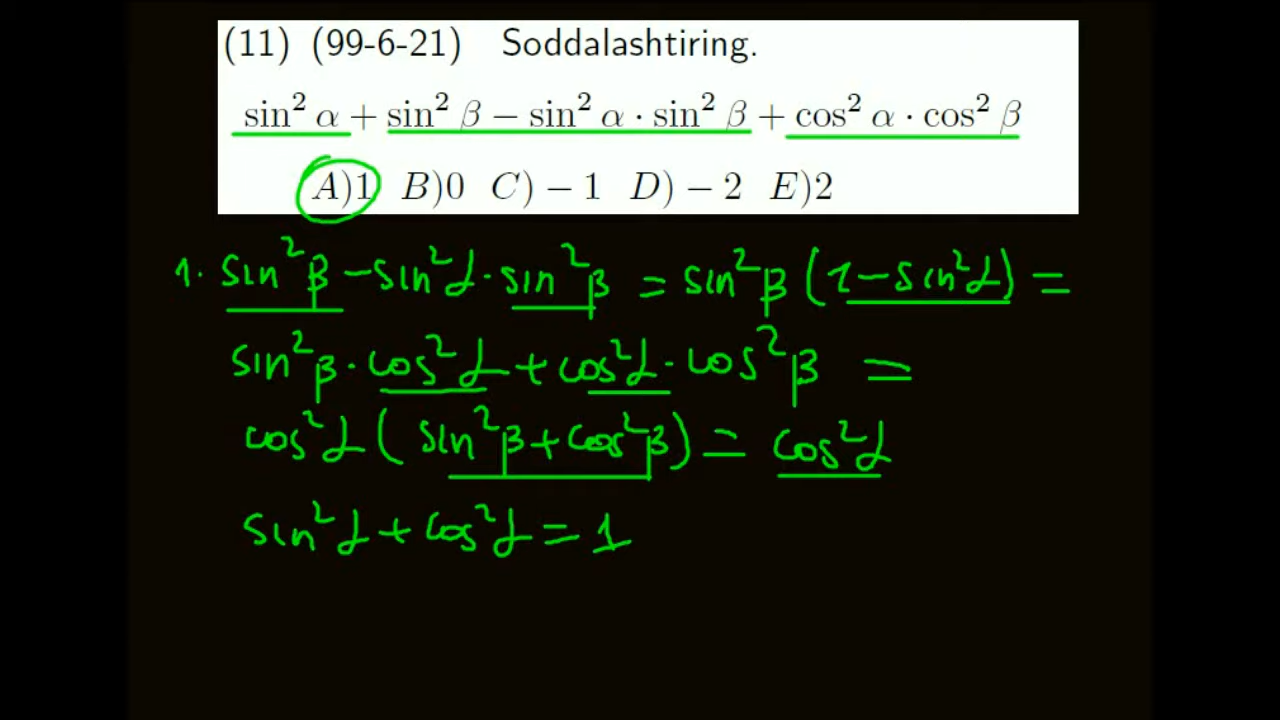 (11) (99-6-21) Soddalashtiring.
sin² α + sin² β − sin² α · sin² β + cos² α · cos² β
A)1 B)0 C) − 1 D) − 2 E)2
1. sin²β − sin²α · sin²β = sin²β (1 − sin²α) =
sin²β · cos²α + cos²α · cos²β =
cos²α ( sin²β + cos²β ) = cos²α
sin²α + cos²α = 1